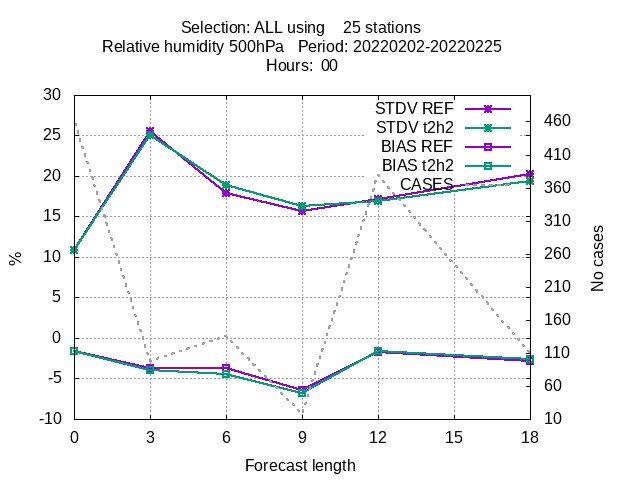 Selection: ALL using    25 stations
Relative humidity 500hPa   Period: 20220202-20220225
Hours:  00
STDV REF
STDV t2h2
BIAS REF
BIAS t2h2
CASES
30
25
20
15
10
5
0
-5
-10
%
460
410
360
310
260
210
160
110
60
10
No cases
0 3 6 9 12 15 18
Forecast length